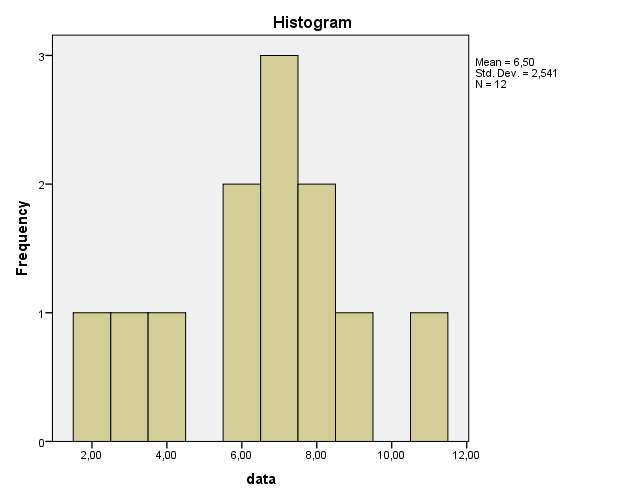 Histogram
Mean = 6,50
Std. Dev. = 2,541
N = 12
3
2
1
0
Frequency
2,00 4,00 6,00 8,00 10,00 12,00
data